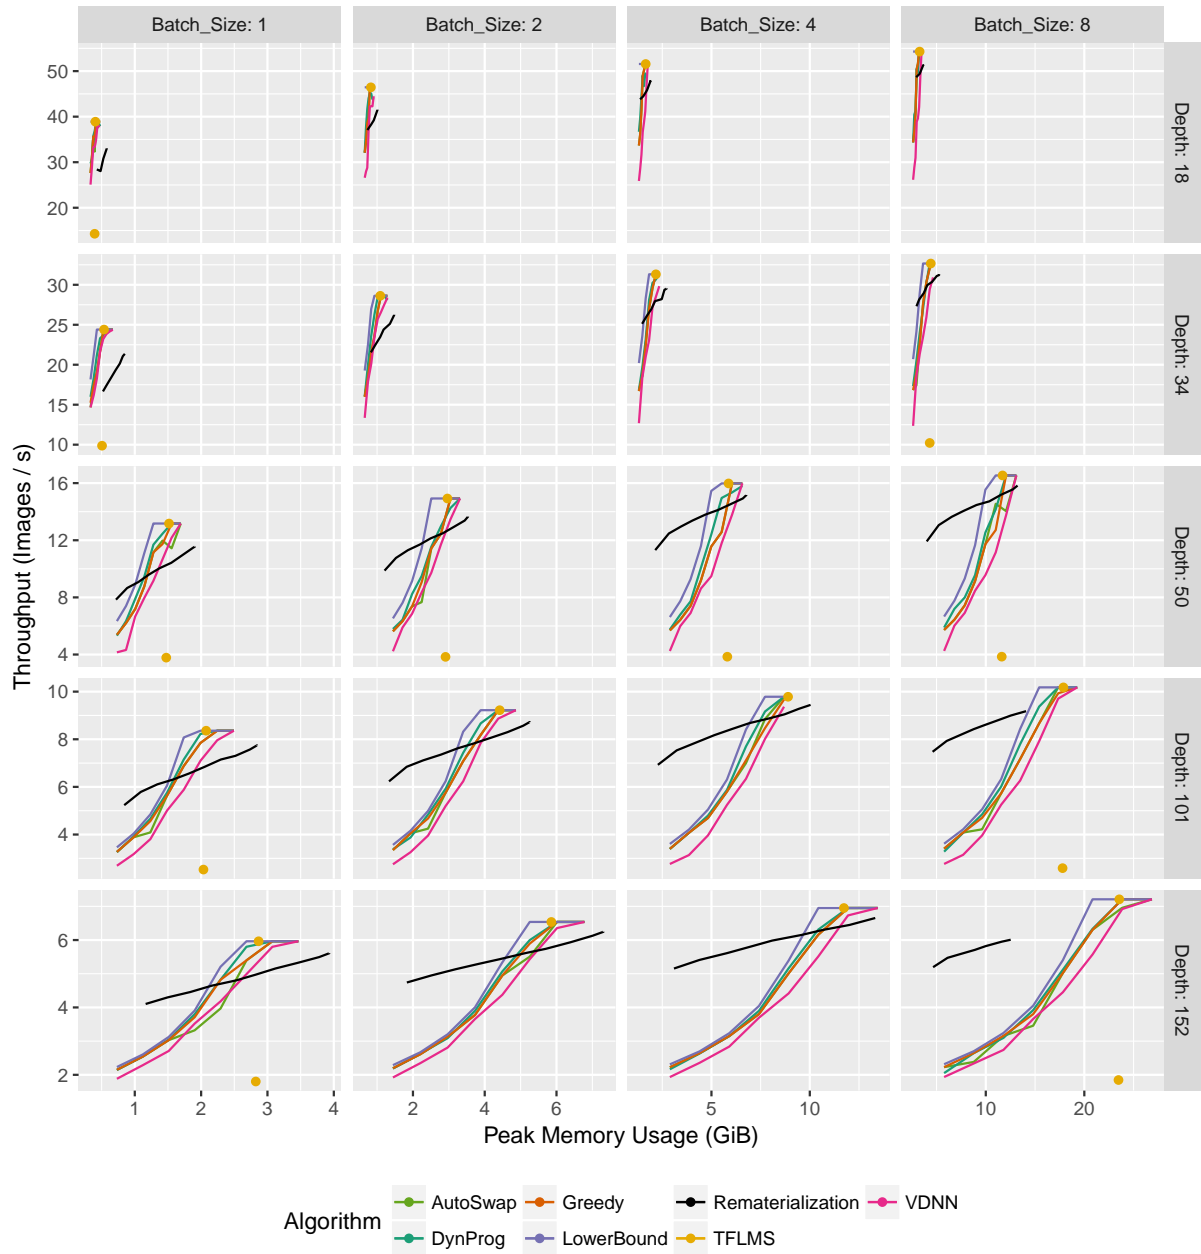 Batch_Size: 1 Batch_Size: 2 Batch_Size: 4 Batch_Size: 8
50
40
30
20
Depth: 18
30
25
20
15
10
Depth: 34
16
12
8
4
Depth: 50
10
8
6
4
Depth: 101
6
4
2
Depth: 152
Throughput (Images / s)
1 2 3 4 2 4 6 5 10 10 20
Peak Memory Usage (GiB)
Algorithm
AutoSwap Greedy Rematerialization VDNN
DynProg LowerBound TFLMS